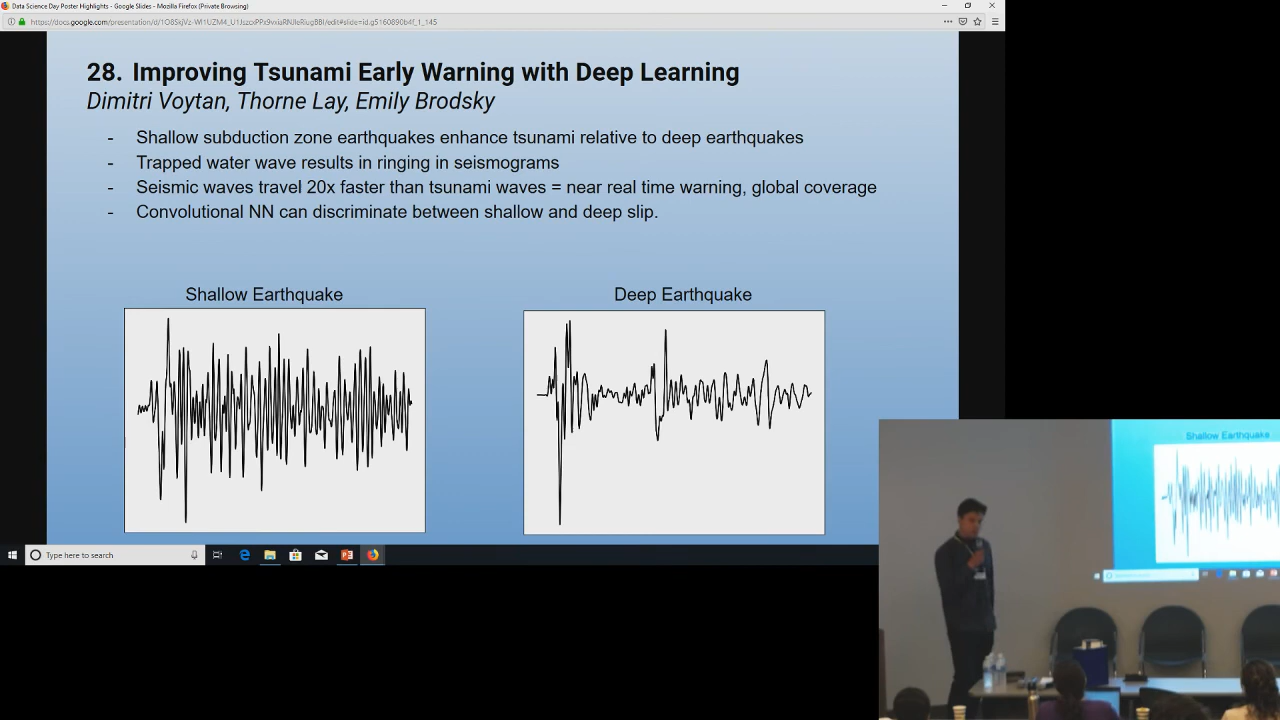 Data Science Day Poster Highlights - Google Slides - Mozilla Firefox (Private Browsing)
28. Improving Tsunami Early Warning with Deep Learning
Dimitri Voytan, Thorne Lay, Emily Brodsky
- Shallow subduction zone earthquakes enhance tsunami relative to deep earthquakes
- Trapped water wave results in ringing in seismograms
- Seismic waves travel 20x faster than tsunami waves = near real time warning, global coverage
- Convolutional NN can discriminate between shallow and deep slip.
Shallow Earthquake
Deep Earthquake
Shallow Earthquake
Type here to search